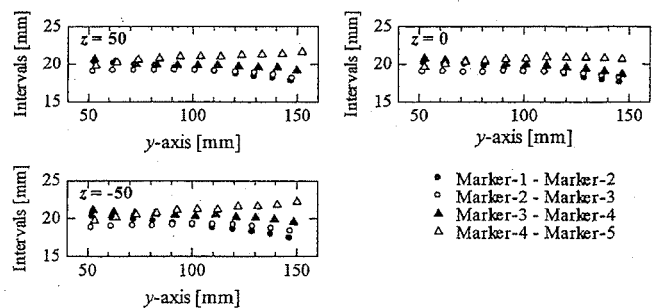 Intervals [mm]
25
20
15
z = 50
50
100
150
y-axis [mm]
Intervals [mm]
25
20
15
z = 0
50
100
150
y-axis [mm]
Intervals [mm]
25
20
15
z = -50
50
100
150
y-axis [mm]
Marker-1 - Marker-2
Marker-2 - Marker-3
Marker-3 - Marker-4
Marker-4 - Marker-5